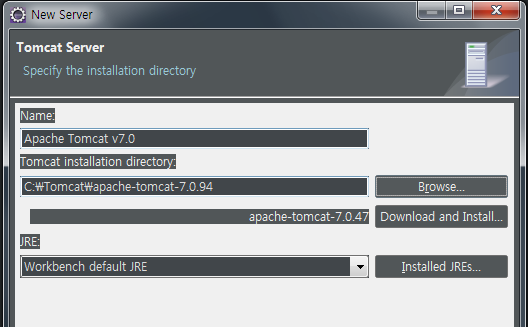 New Server
Tomcat Server
Specify the installation directory
Name:
Apache Tomcat v7.0
Tomcat installation directory:
C:₩Tomcat₩apache-tomcat-7.0.94
Browse...
apache-tomcat-7.0.47
Download and Install...
JRE:
Workbench default JRE
Installed JREs...